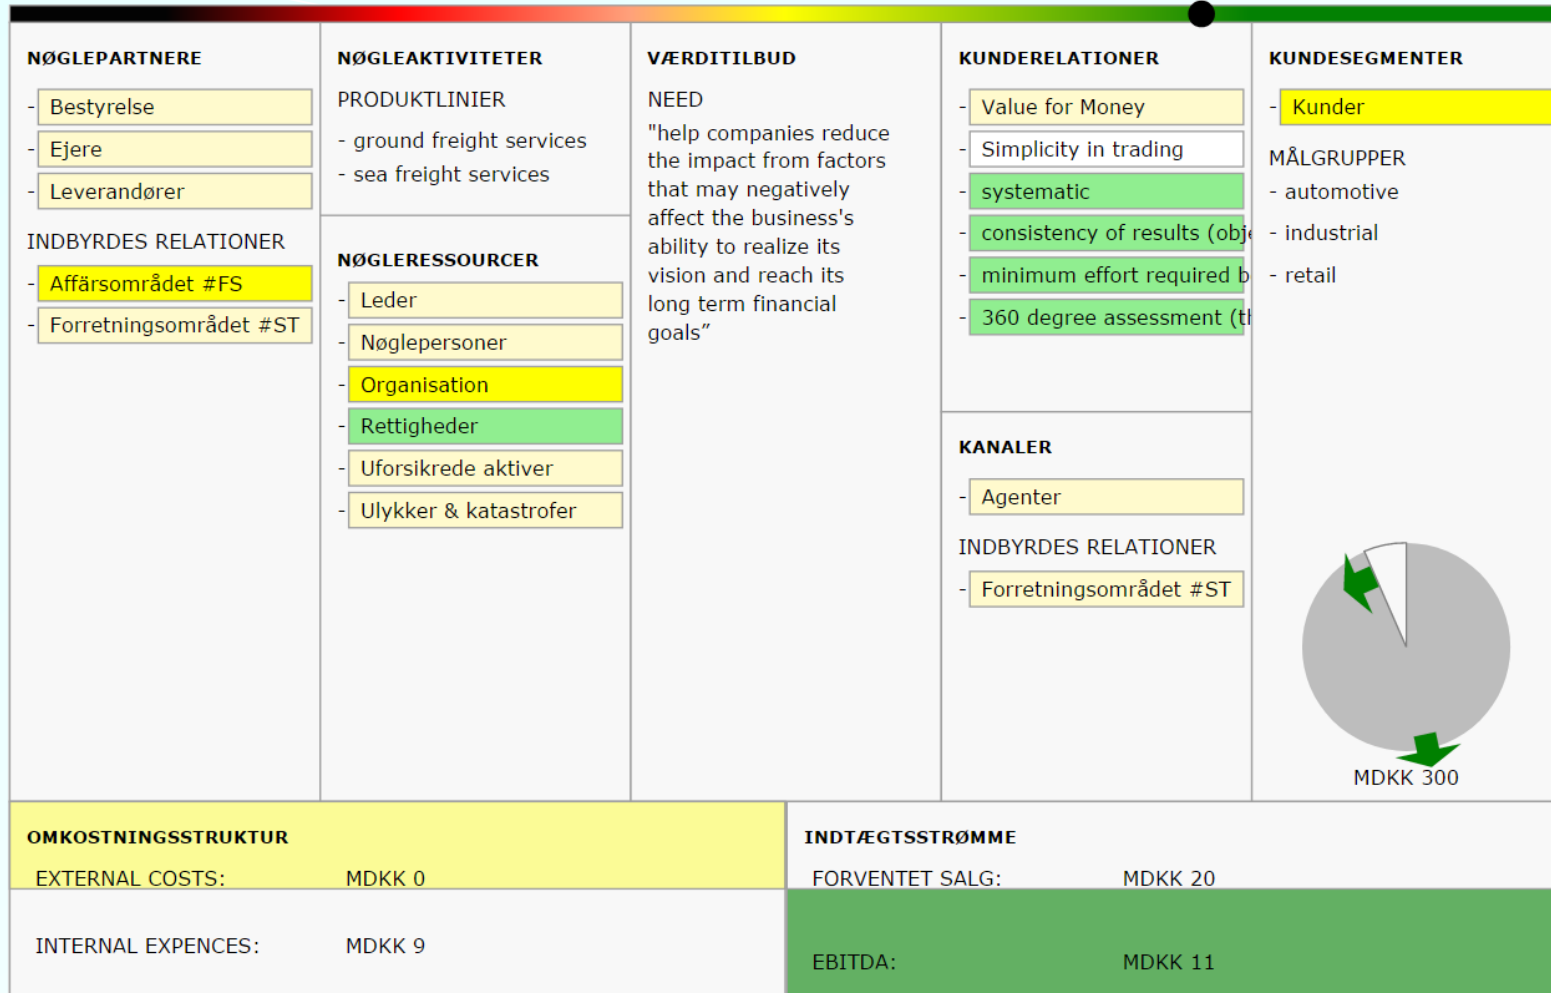 NØGLEPARTNERE
- Bestyrelse
- Ejere
- Leverandører
INDBYRDES RELATIONER
- Affärsområdet #FS
- Forretningsområdet #ST
NØGLEAKTIVITETER
PRODUKTLINIER
- ground freight services
- sea freight services
NØGLERESSOURCER
- Leder
- Nøglepersoner
- Organisation
- Rettigheder
- Uforsikrede aktiver
- Ulykker & katastrofer
VÆRDITILBUD
NEED
"help companies reduce
the impact from factors
that may negatively
affect the business's
ability to realize its
vision and reach its
long term financial
goals”
KUNDERELATIONER
- Value for Money
- Simplicity in trading
- systematic
- consistency of results (obj
- minimum effort required b
- 360 degree assessment (t
KANALER
- Agenter
INDBYRDES RELATIONER
- Forretningsområdet #ST
KUNDESEGMENTER
- Kunder
MÅLGRUPPER
- automotive
- industrial
- retail
MDKK 300
OMKOSTNINGSSTRUKTUR
EXTERNAL COSTS: MDKK 0
INTERNAL EXPENCES: MDKK 9
INDTÆGTSSTRØMME
FORVENTET SALG: MDKK 20
EBITDA: MDKK 11